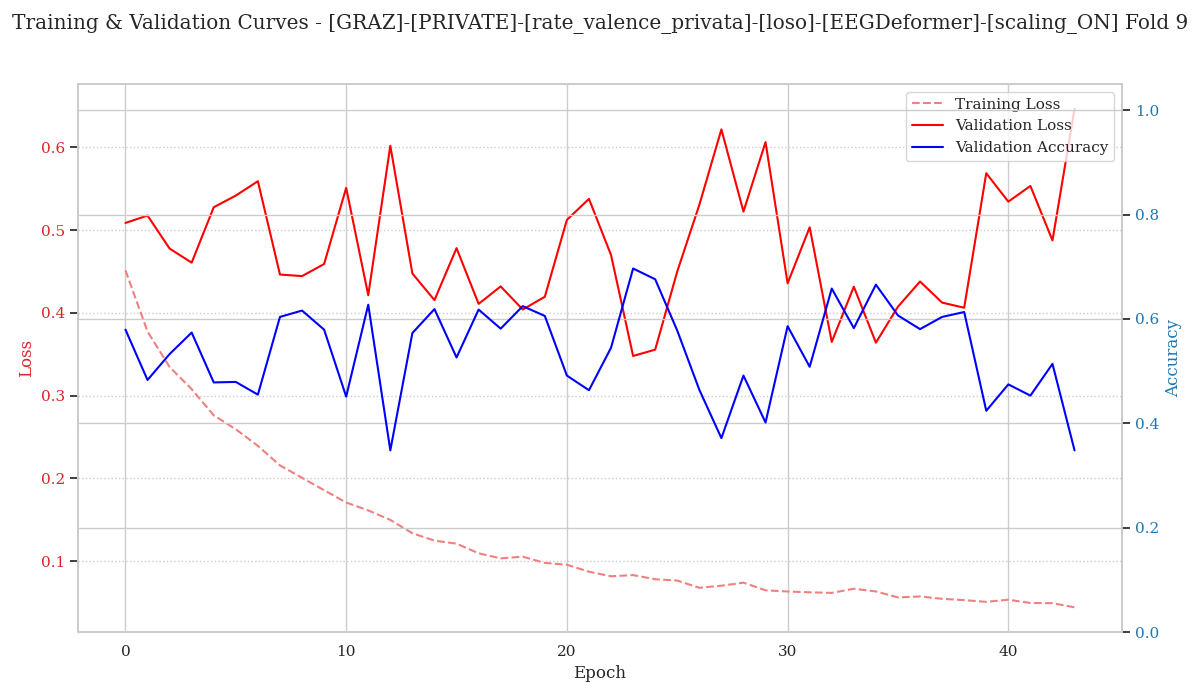 Training & Validation Curves - [GRAZ]-[PRIVATE]-[rate_valence_privata]-[loso]-[EEGDeformer]-[scaling_ON] Fold 9
Training Loss
Validation Loss
Validation Accuracy
Loss
0.6
0.5
0.4
0.3
0.2
0.1
Accuracy
1.0
0.8
0.6
0.4
0.2
0.0
0
10
20
30
40
Epoch